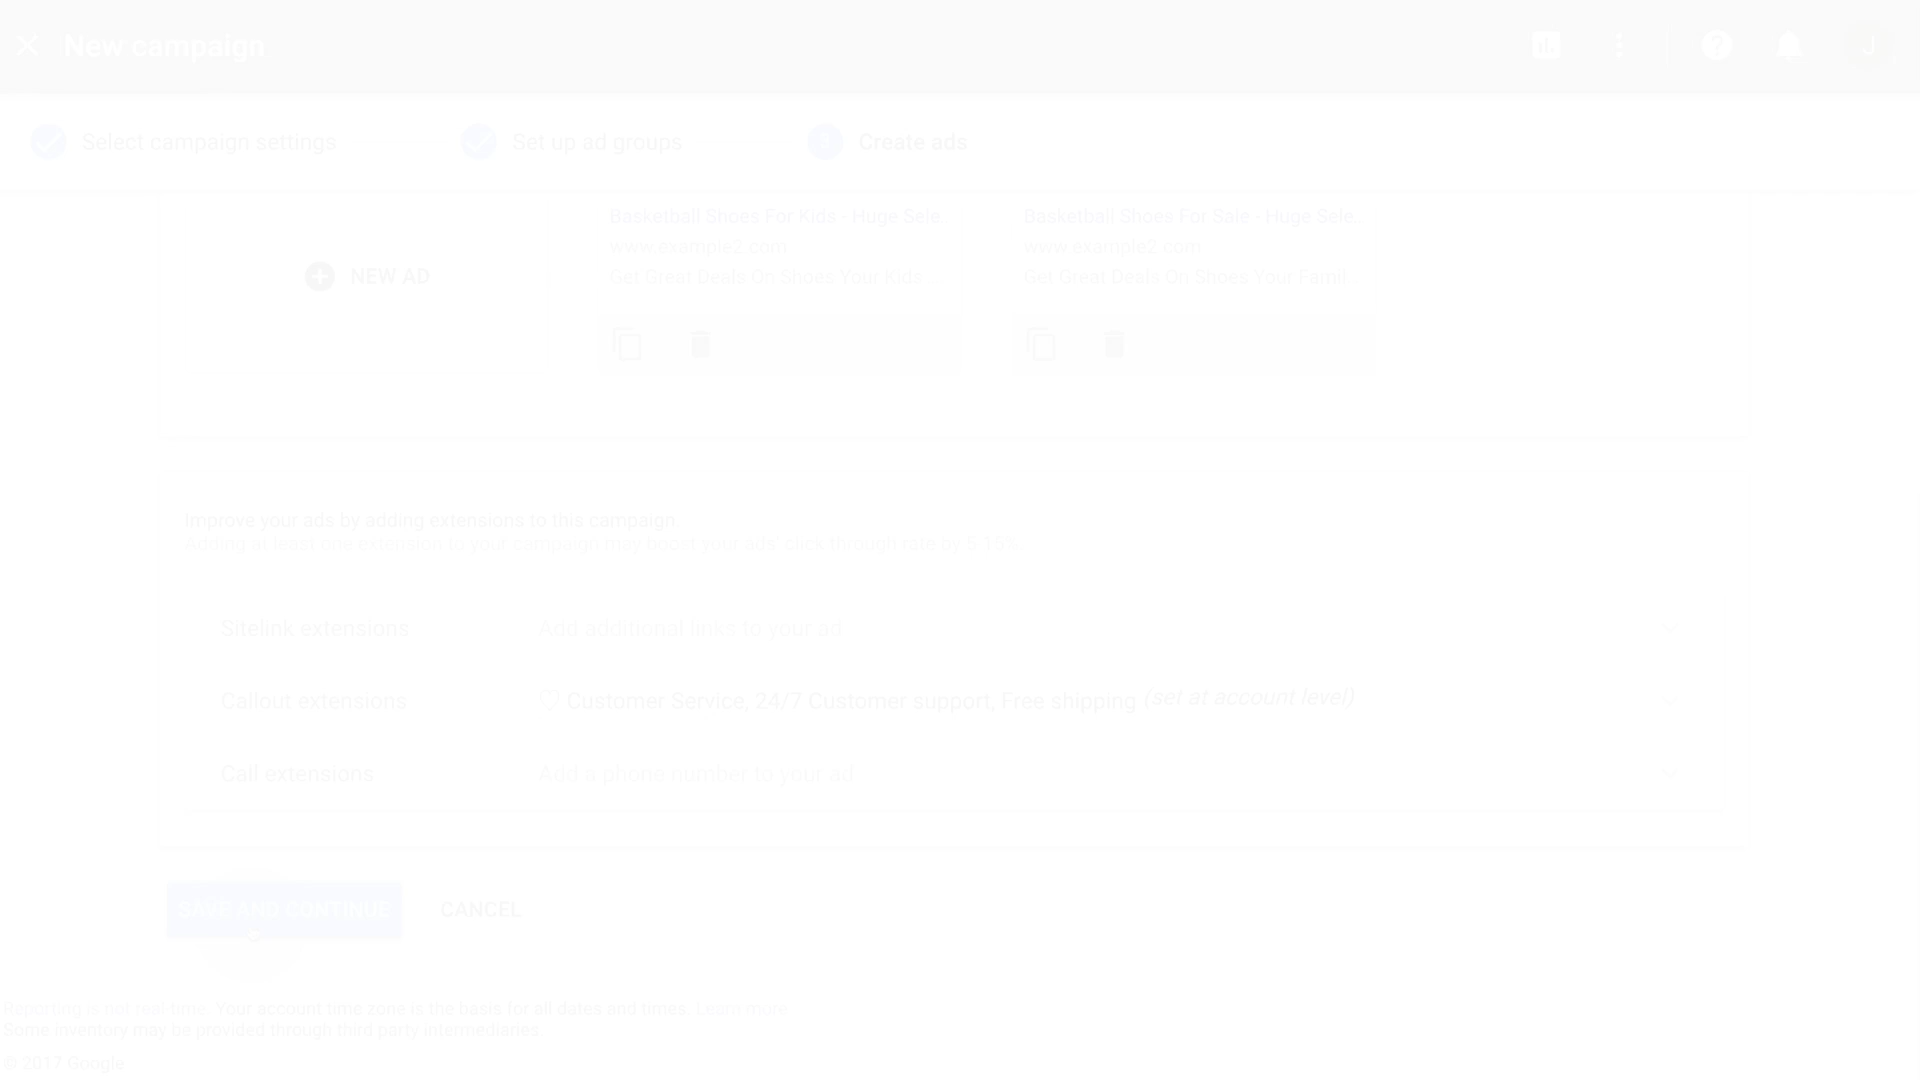 New campaign
Select campaign settings
Set up ad groups
3 Create ads
Basketball Shoes For Kids - Huge Sele..
www.example2.com
Get Great Deals On Shoes Your Kids ...
Basketball Shoes For Sale - Huge Sele..
www.example2.com
Get Great Deals On Shoes Your Famil...
NEW AD
Improve your ads by adding extensions to this campaign.
Adding at least one extension to your campaign may boost your ads' click through rate by 5-15%.
Sitelink extensions Add additional links to your ad
Callout extensions Customer Service, 24/7 Customer support, Free shipping (set at account level)
Call extensions Add a phone number to your ad
SAVE AND CONTINUE CANCEL
Reporting is not real-time. Your account time zone is the basis for all dates and times. Learn more
Some inventory may be provided through third party intermediaries.
© 2017 Google